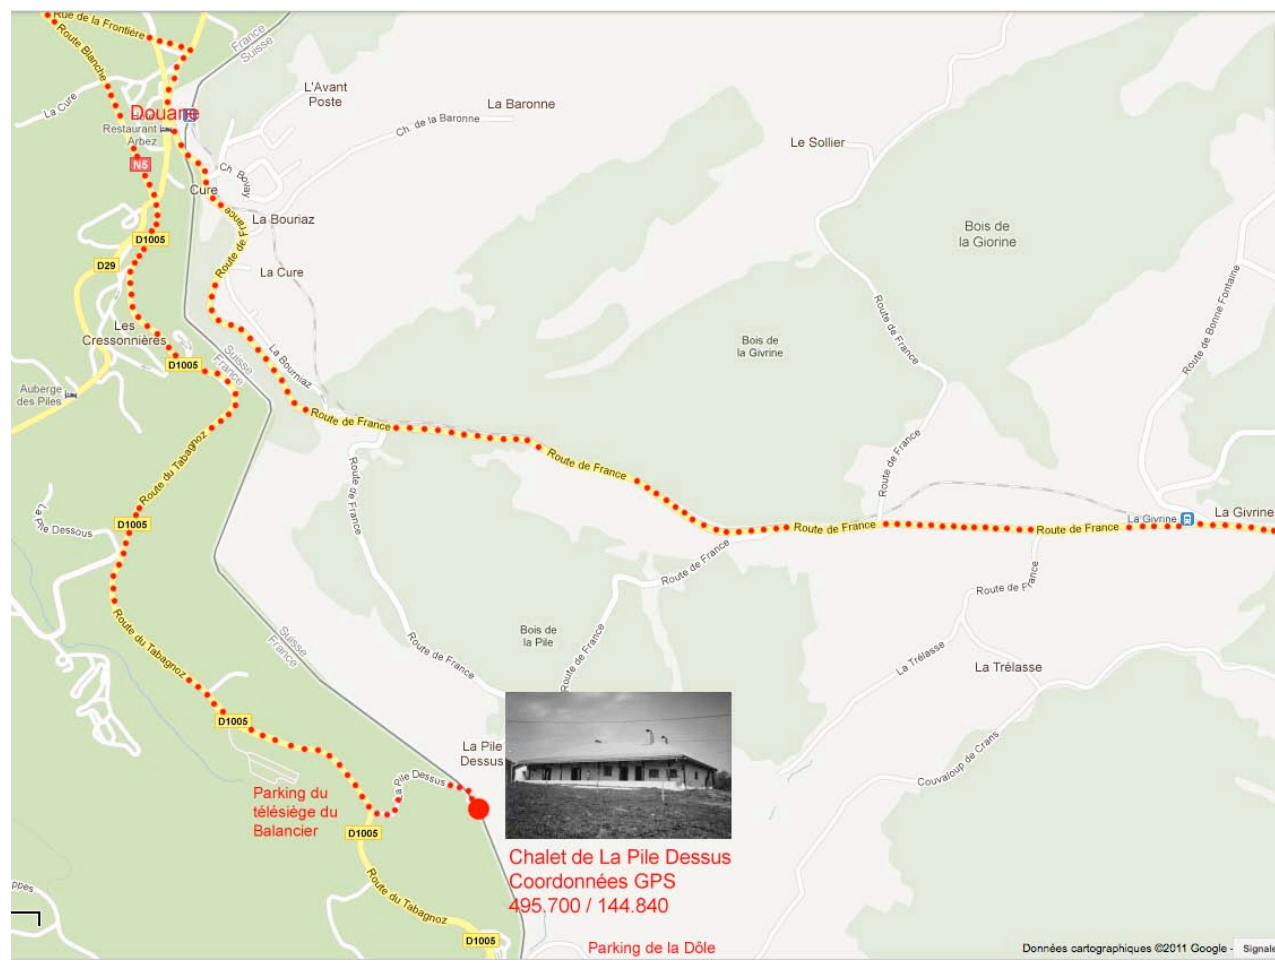 Rue de la Frontière
Route Blanche
France
Suisse
La Cure
Douane
Restaurant
Arbez
N5
L'Avant
Poste
La Baronne
Ch. de la Baronne
Le Sollier
Ch. Bovay
Cure
La Bouriaz
Route de France
La Cure
D1005
D29
Bois de
la Giorine
Les
Cressonnières
Suisse
France
D1005
La Bourniaz
Bois de
la Givrine
Route de France
Route de Bonne Fontaine
Auberge
des Piles
Route de France
Route du Tabagnoz
Route de France
Route de France
Route de France
La Pile Dessous
D1005
Route de France
Route de France
La Givrine
La Givrine
Route de France
Route de France
Route du Tabagnoz
Suisse
France
Bois de
la Pile
Route de France
Route de France
La Trélasse
La Trélasse
D1005
La Pile
Dessus
Couvaloup de Crans
La Pile Dessus
Parking du
télésiège du
Balancier
D1005
Chalet de La Pile Dessus
Coordonnées GPS
495.700 / 144.840
Route du Tabagnoz
D1005
Parking de la Dôle
Données cartographiques ©2011 Google -